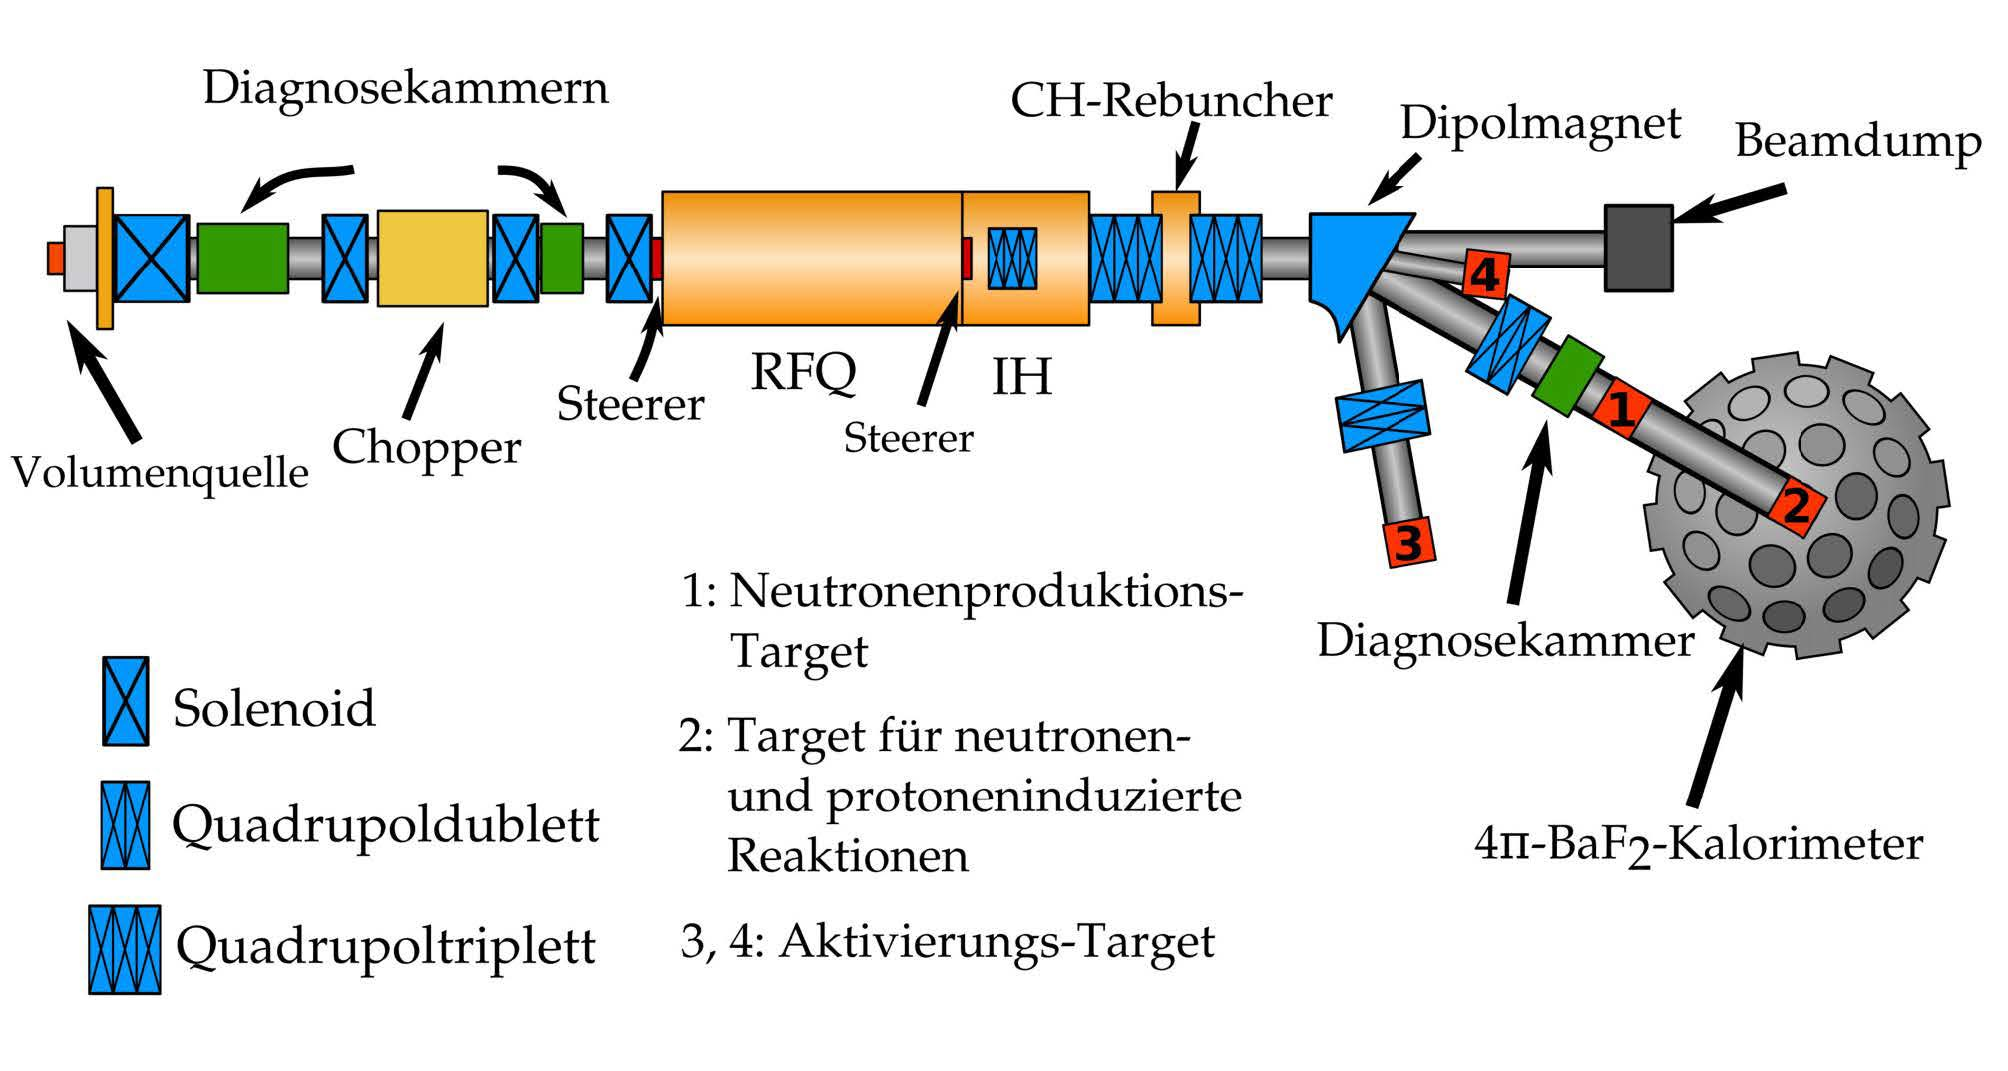 Diagnosekammern
CH-Rebuncher
Dipolmagnet
Beamdump
4
1
2
3
RFQ
IH
Steerer
Steerer
Chopper
Volumenquelle
1: Neutronenproduktions-
Target
Diagnosekammer
2: Target für neutronen-
und protoneninduzierte
Reaktionen
3, 4: Aktivierungs-Target
4π-BaF2-Kalorimeter
Solenoid
Quadrupoldublett
Quadrupoltriplett